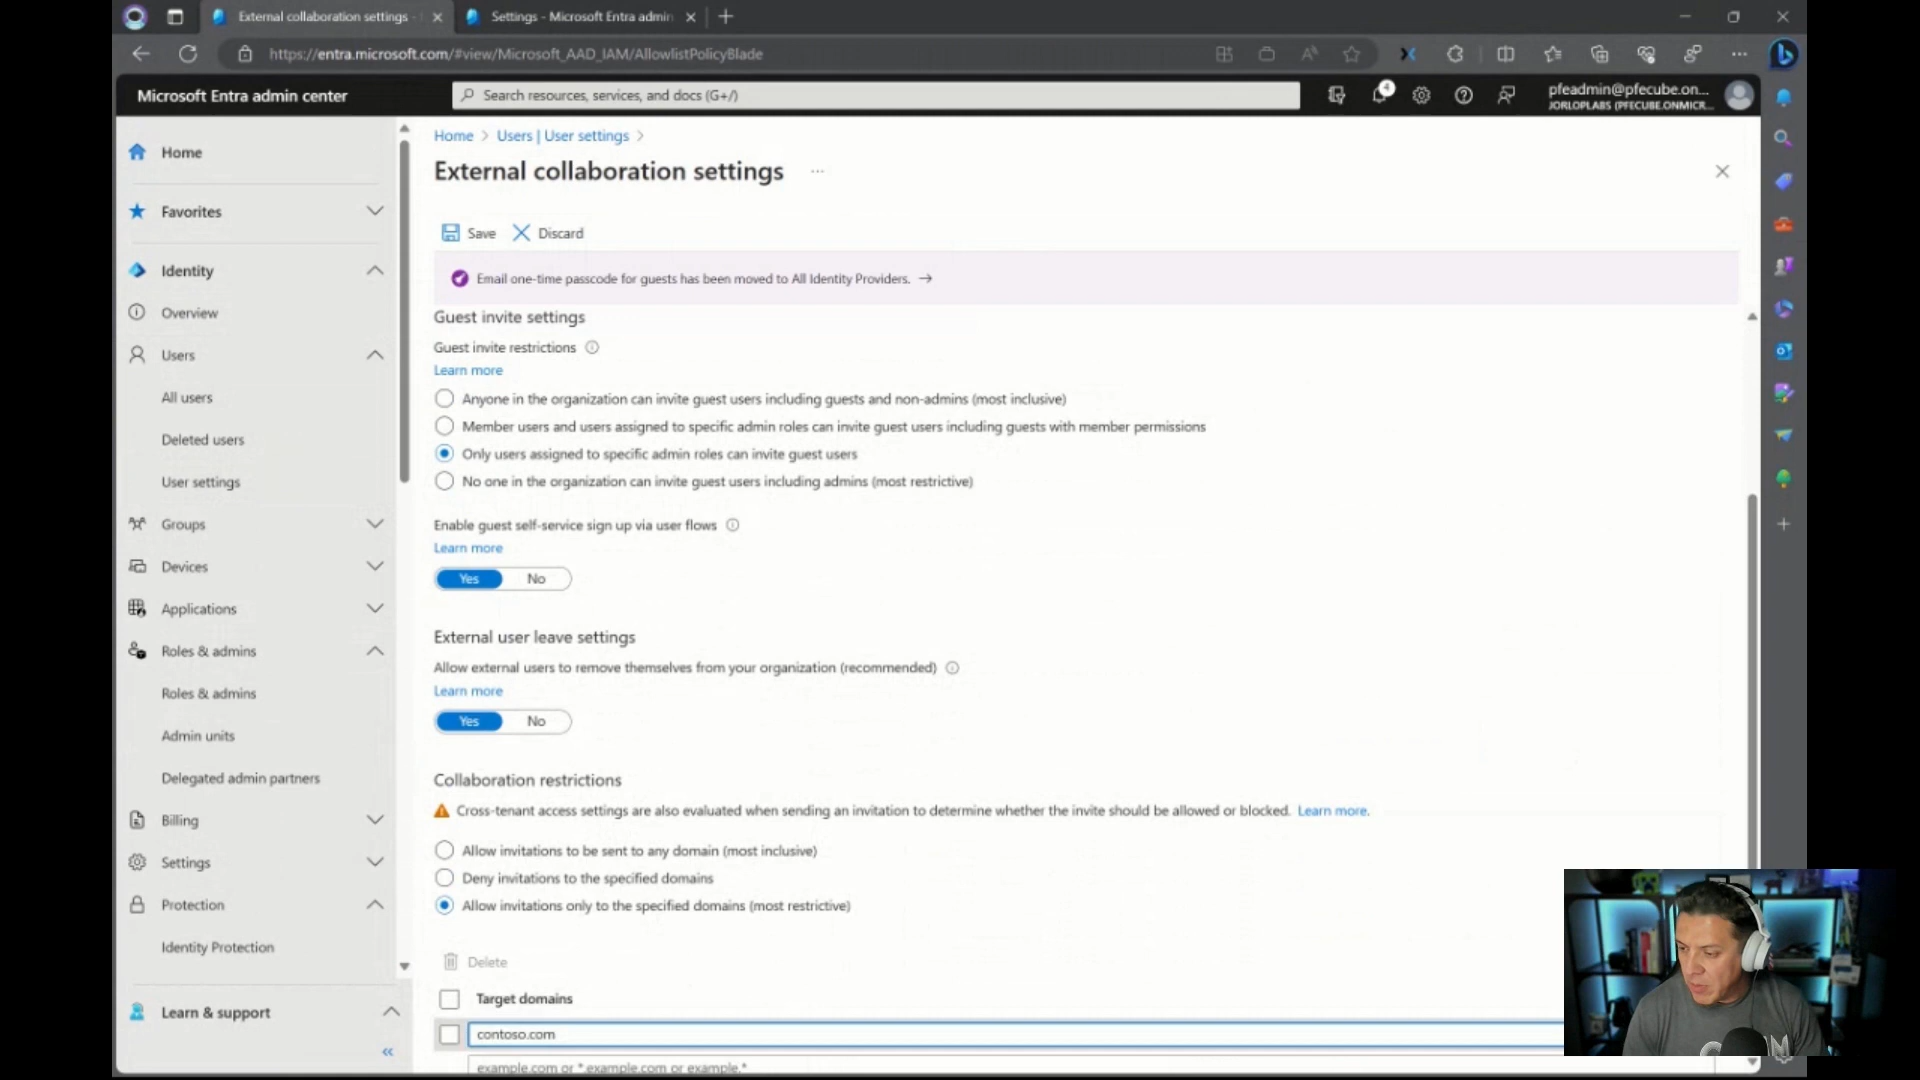 External collaboration settings -
Settings - Microsoft Entra admin
https://entra.microsoft.com/#view/Microsoft_AAD_IAM/AllowlistPolicyBlade
Microsoft Entra admin center
Search resources, services, and docs (G+/)
4
pfeadmin@pfecube.on...
JORLOPLABS (PFECUBE.ONMICR...
Home
Favorites
Identity
Overview
Users
All users
Deleted users
User settings
Groups
Devices
Applications
Roles & admins
Roles & admins
Admin units
Delegated admin partners
Billing
Settings
Protection
Identity Protection
Learn & support
Home > Users | User settings >
External collaboration settings ...
Save Discard
Email one-time passcode for guests has been moved to All Identity Providers. →
Guest invite settings
Guest invite restrictions
Learn more
Anyone in the organization can invite guest users including guests and non-admins (most inclusive)
Member users and users assigned to specific admin roles can invite guest users including guests with member permissions
Only users assigned to specific admin roles can invite guest users
No one in the organization can invite guest users including admins (most restrictive)
Enable guest self-service sign up via user flows
Learn more
Yes No
External user leave settings
Allow external users to remove themselves from your organization (recommended)
Learn more
Yes No
Collaboration restrictions
Cross-tenant access settings are also evaluated when sending an invitation to determine whether the invite should be allowed or blocked. Learn more.
Allow invitations to be sent to any domain (most inclusive)
Deny invitations to the specified domains
Allow invitations only to the specified domains (most restrictive)
Delete
Target domains
contoso.com
example.com or *.example.com or example.*